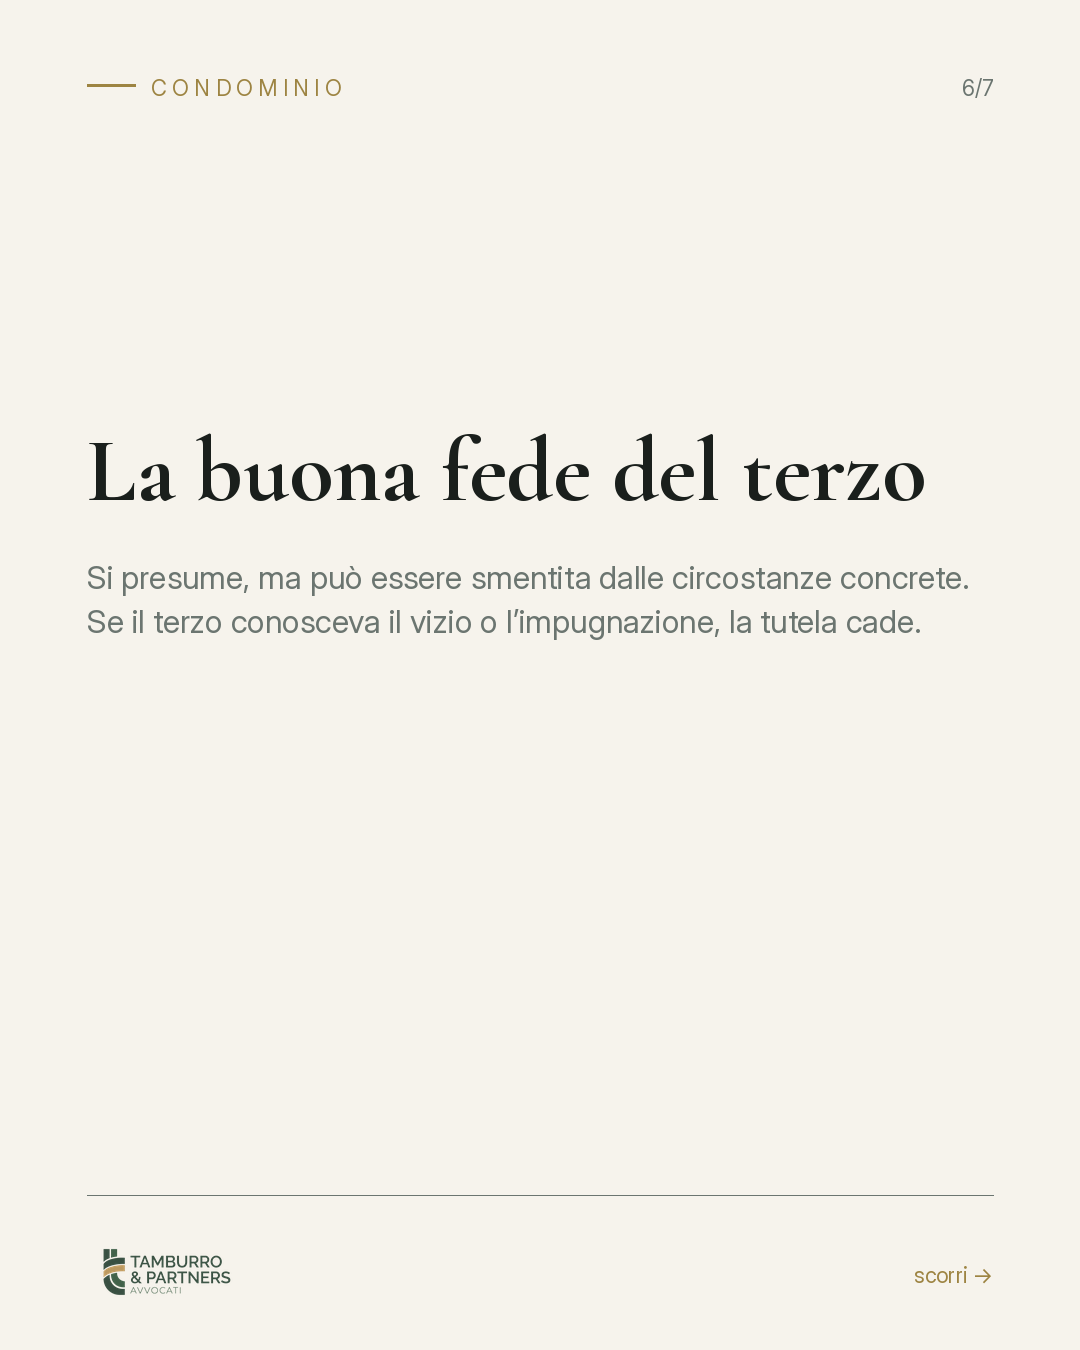 CONDOMINIO
6/7
La buona fede del terzo
Si presume, ma può essere smentita dalle circostanze concrete.
Se il terzo conosceva il vizio o l’impugnazione, la tutela cade.
TAMBURRO
& PARTNERS
AVVOCATI
scorri →